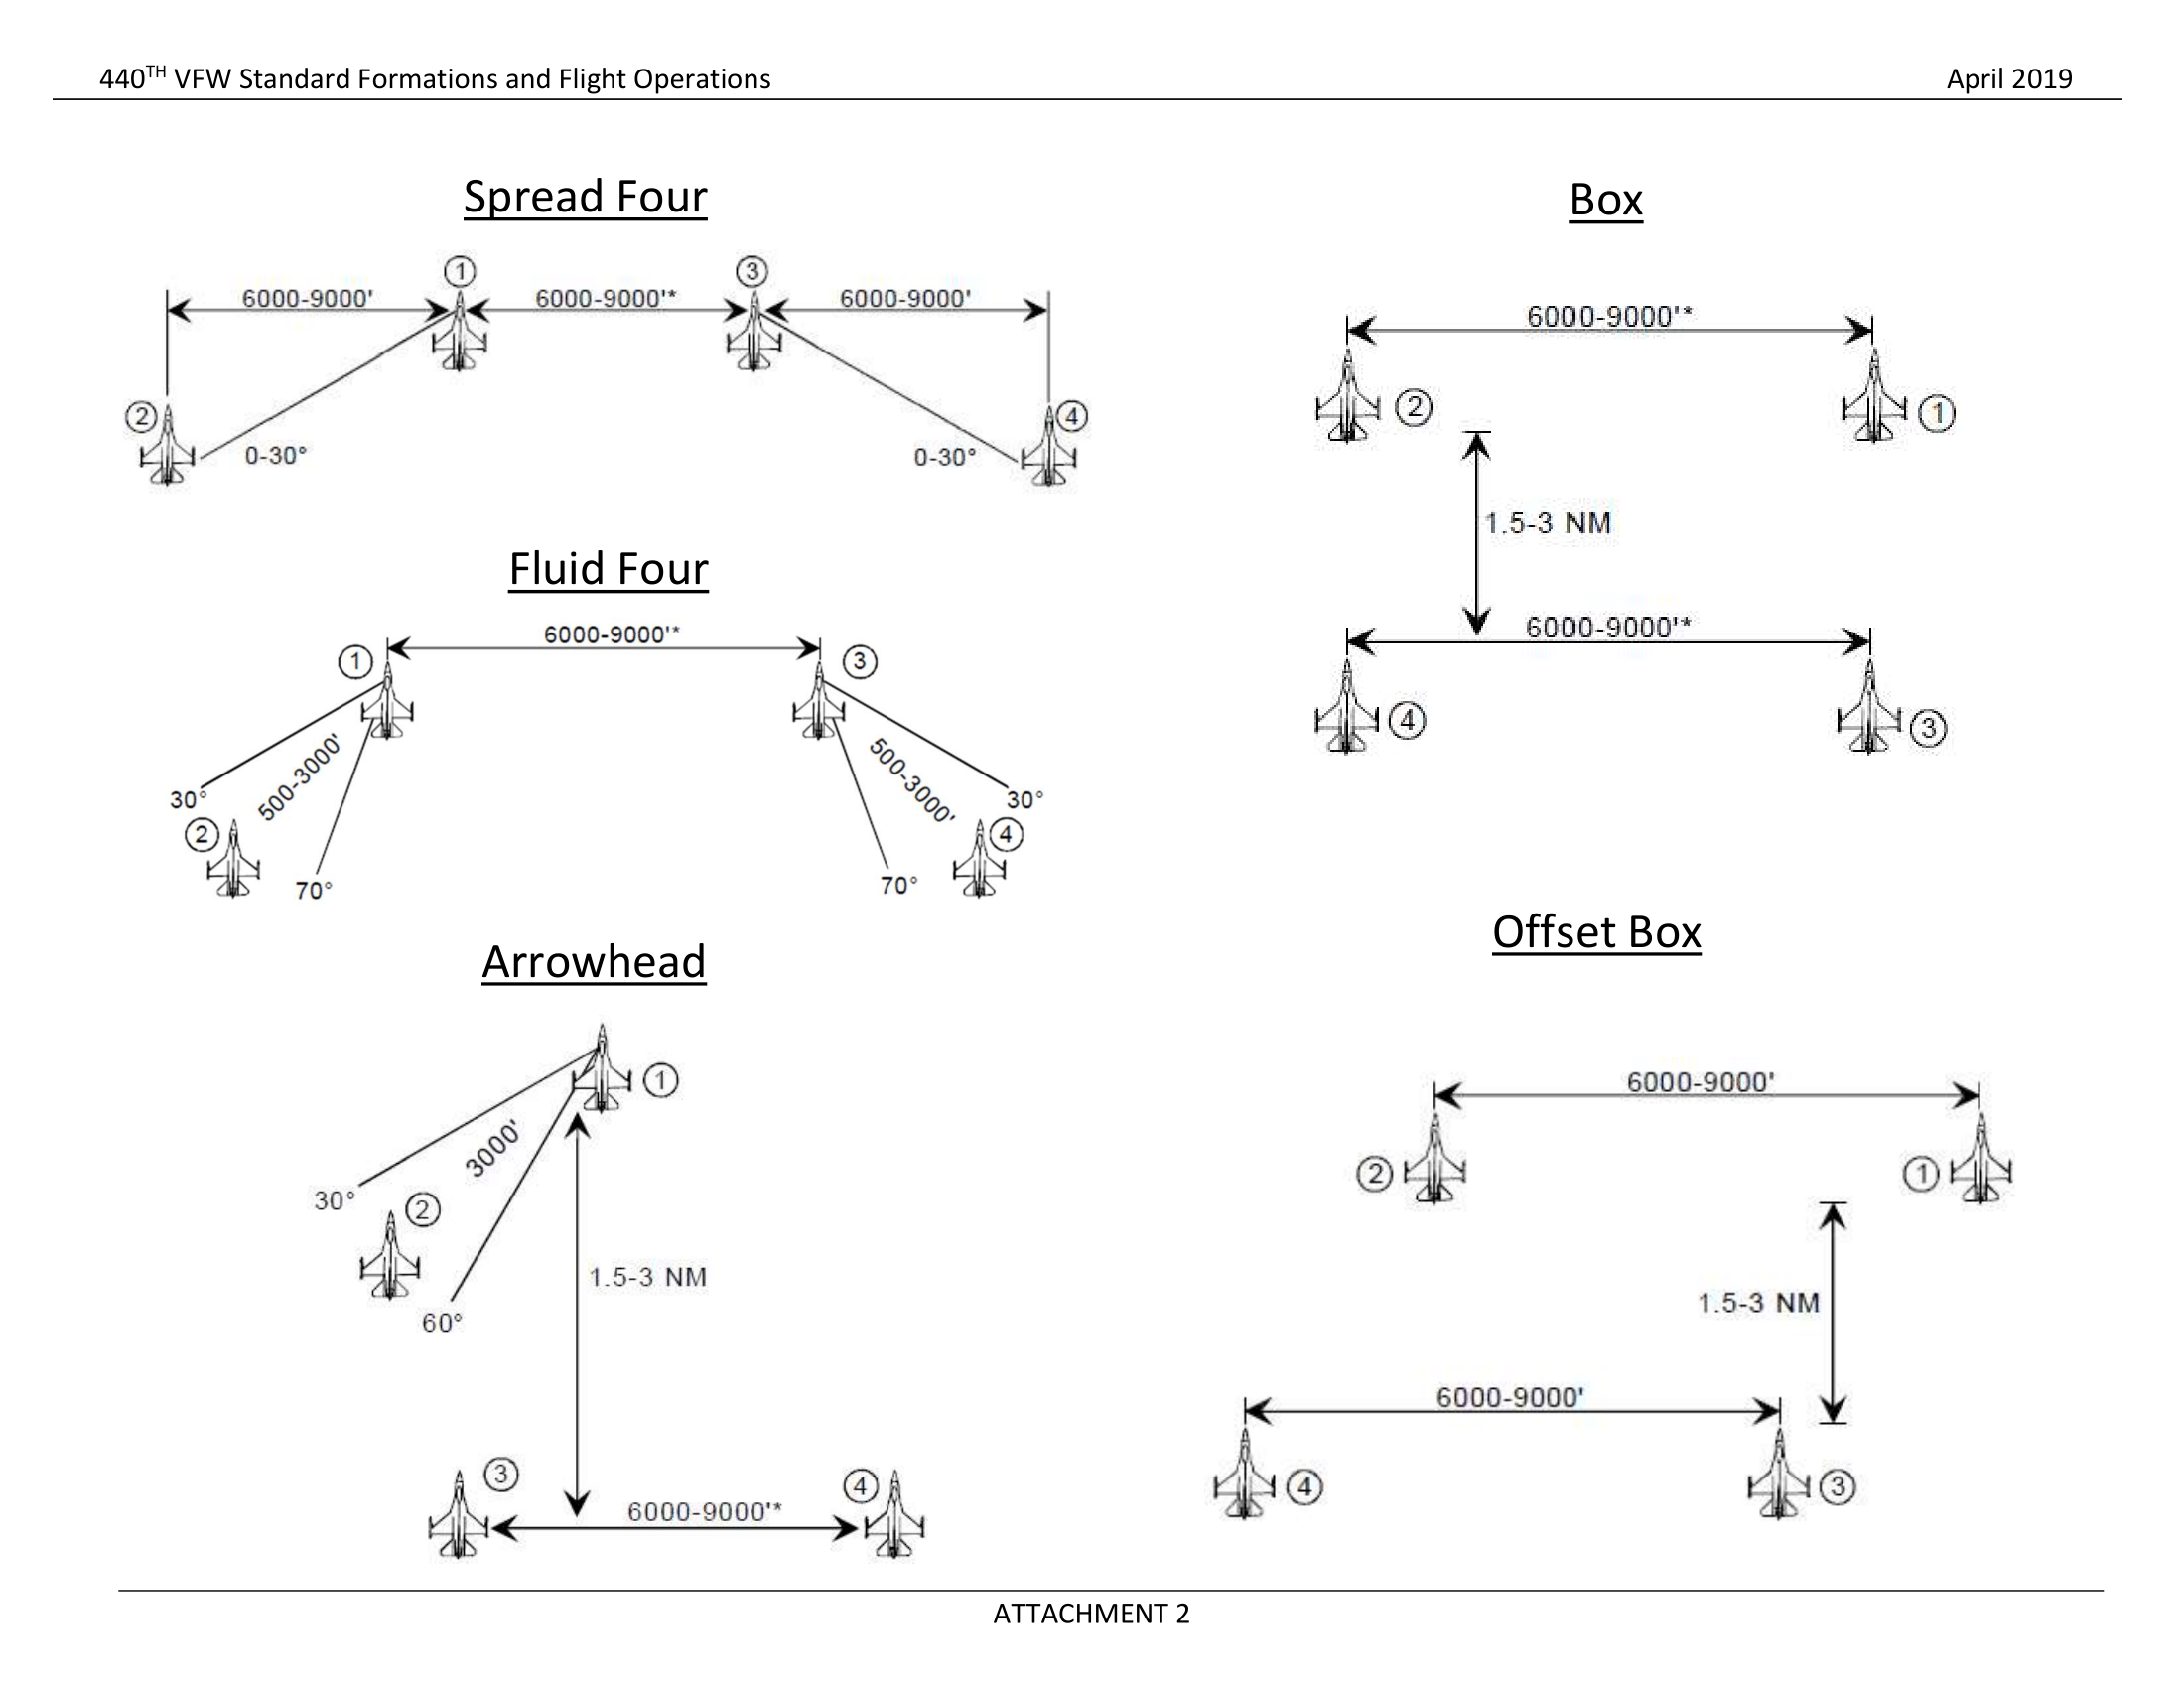 440TH VFW Standard Formations and Flight Operations April 2019
Spread Four
1 3
6000-9000' 6000-9000'* 6000-9000'
2 4
0-30° 0-30°
Fluid Four
6000-9000'*
1 3
500-3000' 500-3000'
30° 30°
2 4
70° 70°
Arrowhead
1
3000'
30°
2
1.5-3 NM
60°
3 4
6000-9000'*
Box
6000-9000'*
2 1
1.5-3 NM
6000-9000'*
4 3
Offset Box
6000-9000'
2 1
1.5-3 NM
6000-9000'
4 3
ATTACHMENT 2